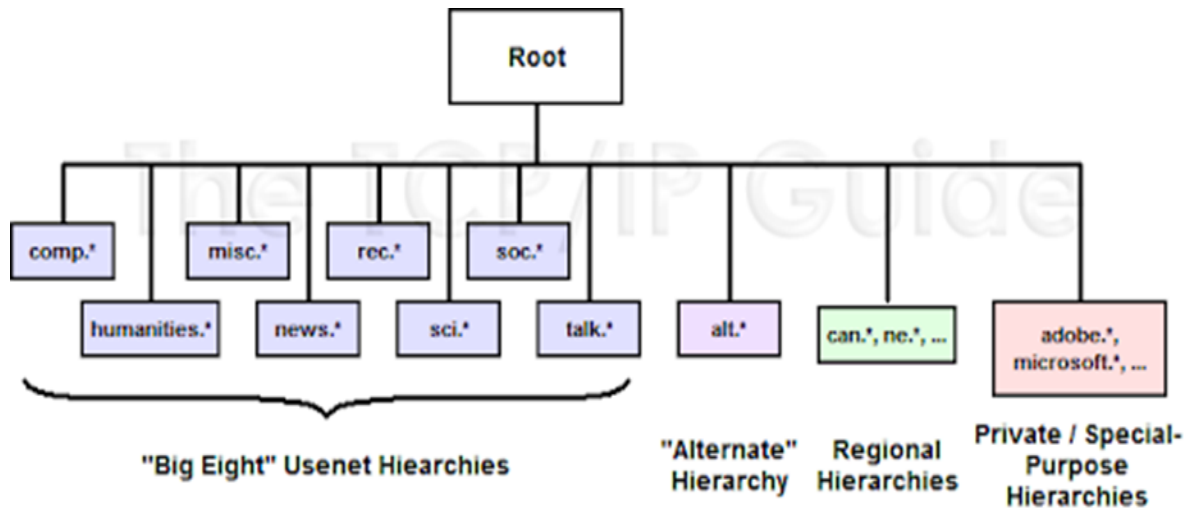 Root
The TCP/IP Guide
comp.*
misc.*
rec.*
soc.*
humanities.*
news.*
sci.*
talk.*
alt.*
can.*, ne.*, ...
adobe.*,
microsoft.*, ...
"Big Eight" Usenet Hiearchies
"Alternate"
Hierarchy
Regional
Hierarchies
Private / Special-
Purpose
Hierarchies